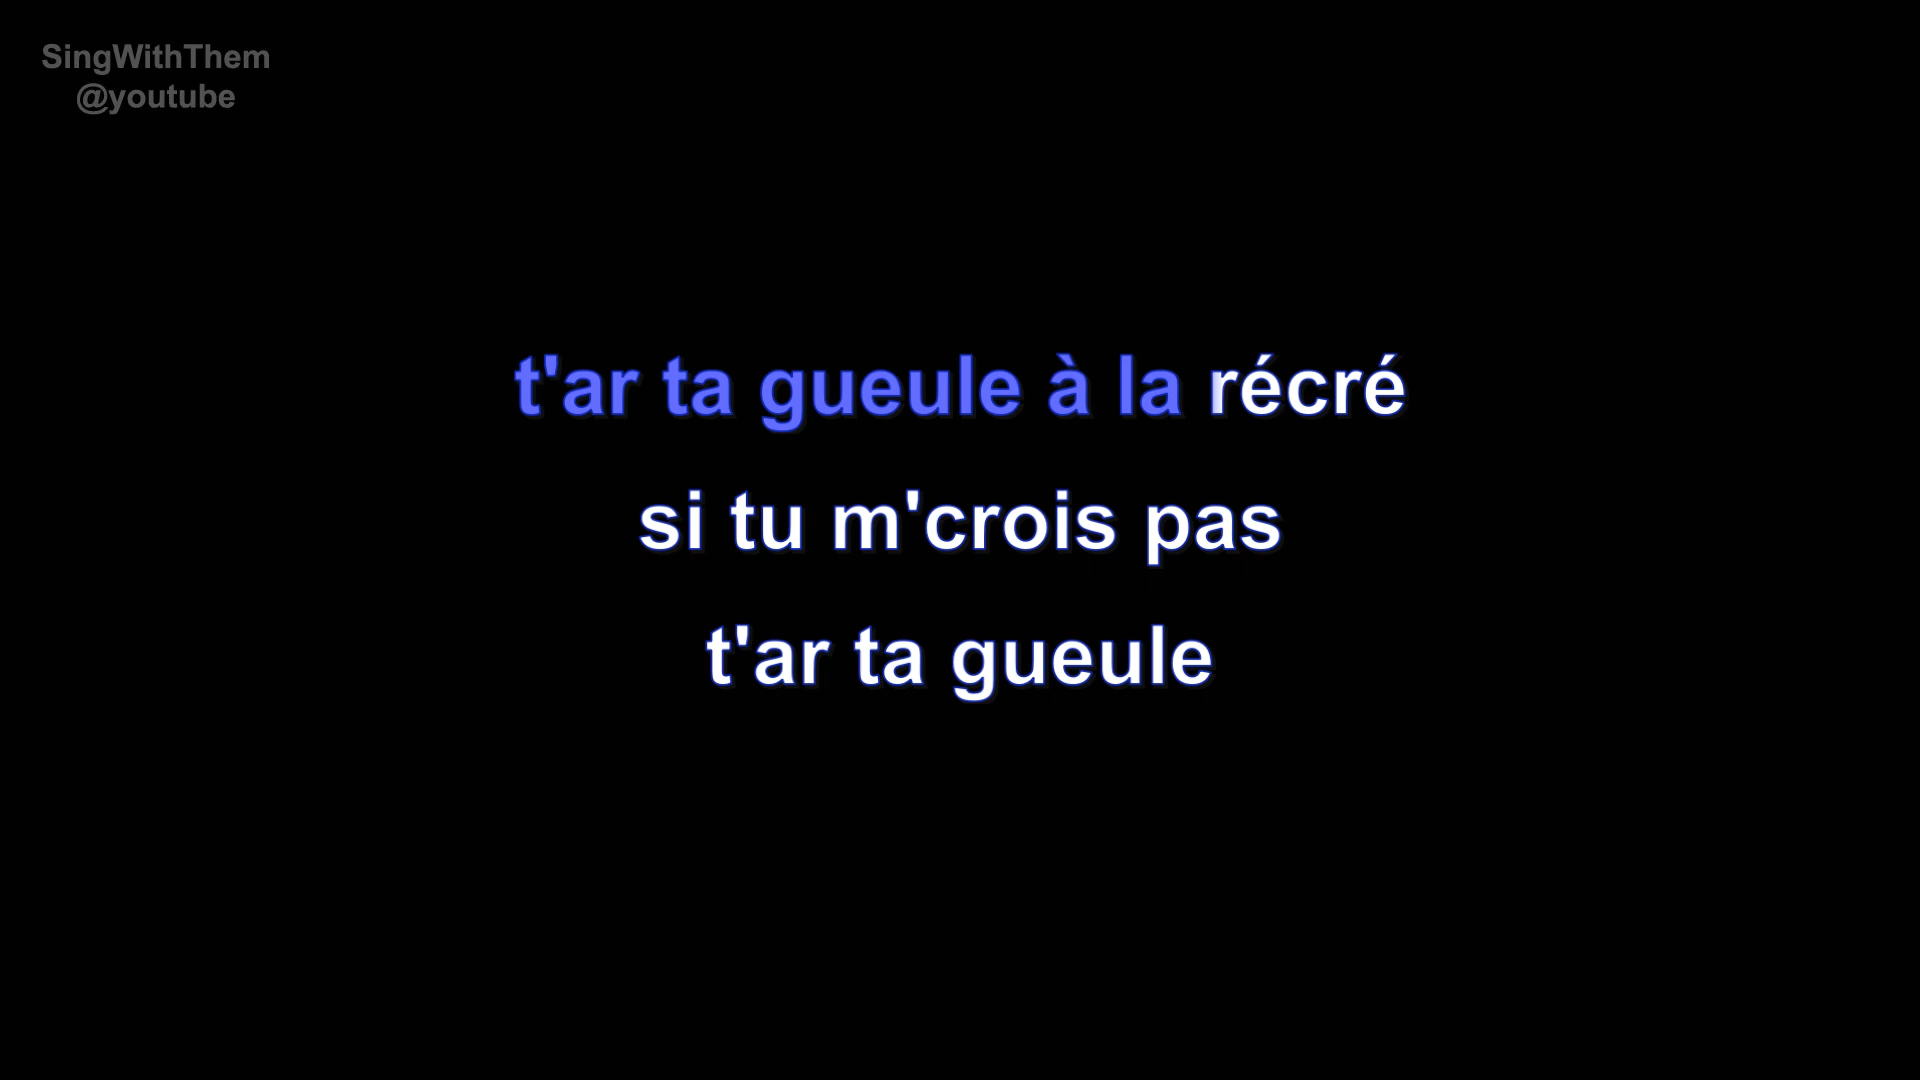 SingWithThem
@youtube
t'ar ta gueule à la récré
si tu m'crois pas
t'ar ta gueule